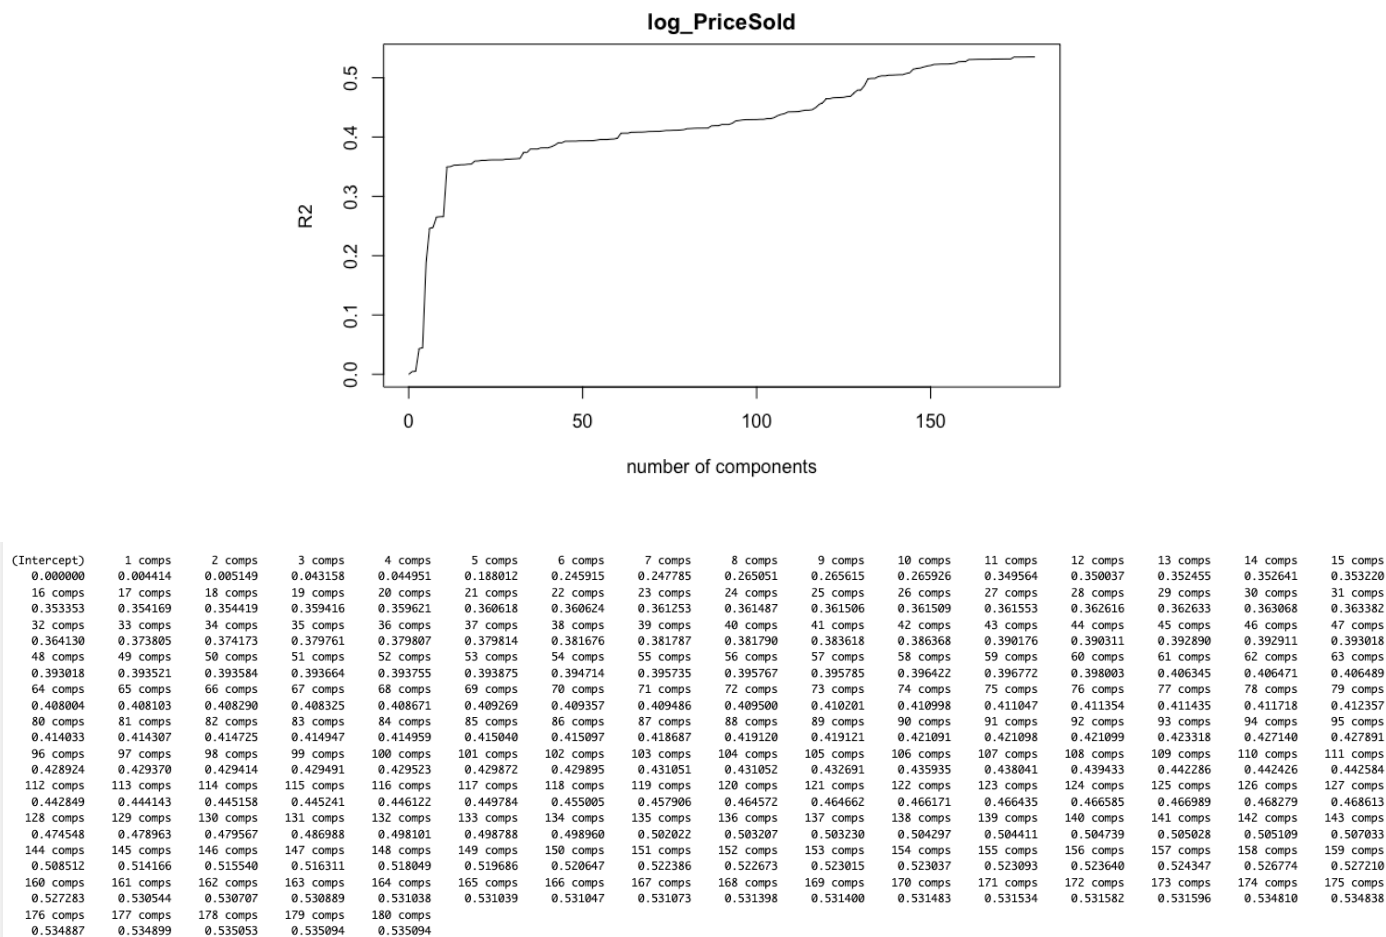 log_PriceSold
0.5
0.4
0.3
0.2
0.1
0.0
R2
0 50 100 150
number of components
(Intercept) 1 comps 2 comps 3 comps 4 comps 5 comps 6 comps 7 comps 8 comps 9 comps 10 comps 11 comps 12 comps 13 comps 14 comps 15 comps
0.000000 0.004414 0.005149 0.043158 0.044951 0.188012 0.245915 0.247785 0.265051 0.265615 0.265926 0.349564 0.350037 0.352455 0.352641 0.353220
16 comps 17 comps 18 comps 19 comps 20 comps 21 comps 22 comps 23 comps 24 comps 25 comps 26 comps 27 comps 28 comps 29 comps 30 comps 31 comps
0.353353 0.354169 0.354419 0.359416 0.359621 0.360618 0.360624 0.361253 0.361487 0.361506 0.361509 0.361553 0.362616 0.362633 0.363068 0.363382
32 comps 33 comps 34 comps 35 comps 36 comps 37 comps 38 comps 39 comps 40 comps 41 comps 42 comps 43 comps 44 comps 45 comps 46 comps 47 comps
0.364130 0.373805 0.374173 0.379761 0.379807 0.379814 0.381676 0.381787 0.381790 0.383618 0.386368 0.390176 0.390311 0.392890 0.392911 0.393018
48 comps 49 comps 50 comps 51 comps 52 comps 53 comps 54 comps 55 comps 56 comps 57 comps 58 comps 59 comps 60 comps 61 comps 62 comps 63 comps
0.393018 0.393521 0.393584 0.393664 0.393755 0.393875 0.394714 0.395735 0.395767 0.395785 0.396422 0.396772 0.398003 0.406345 0.406471 0.406489
64 comps 65 comps 66 comps 67 comps 68 comps 69 comps 70 comps 71 comps 72 comps 73 comps 74 comps 75 comps 76 comps 77 comps 78 comps 79 comps
0.408004 0.408103 0.408290 0.408325 0.408671 0.409269 0.409357 0.409486 0.409500 0.410201 0.410998 0.411047 0.411354 0.411435 0.411718 0.412357
80 comps 81 comps 82 comps 83 comps 84 comps 85 comps 86 comps 87 comps 88 comps 89 comps 90 comps 91 comps 92 comps 93 comps 94 comps 95 comps
0.414033 0.414307 0.414725 0.414947 0.414959 0.415040 0.415097 0.418687 0.419120 0.419121 0.421091 0.421098 0.421099 0.423318 0.427140 0.427891
96 comps 97 comps 98 comps 99 comps 100 comps 101 comps 102 comps 103 comps 104 comps 105 comps 106 comps 107 comps 108 comps 109 comps 110 comps 111 comps
0.428924 0.429370 0.429414 0.429491 0.429523 0.429872 0.429895 0.431051 0.431052 0.432691 0.435935 0.438041 0.439433 0.442286 0.442426 0.442584
112 comps 113 comps 114 comps 115 comps 116 comps 117 comps 118 comps 119 comps 120 comps 121 comps 122 comps 123 comps 124 comps 125 comps 126 comps 127 comps
0.442849 0.444143 0.445158 0.445241 0.446122 0.449784 0.455005 0.457906 0.464572 0.464662 0.466171 0.466435 0.466585 0.466989 0.468279 0.468613
128 comps 129 comps 130 comps 131 comps 132 comps 133 comps 134 comps 135 comps 136 comps 137 comps 138 comps 139 comps 140 comps 141 comps 142 comps 143 comps
0.474548 0.478963 0.479567 0.486988 0.498101 0.498788 0.498960 0.502022 0.503207 0.503230 0.504297 0.504411 0.504739 0.505028 0.505109 0.507033
144 comps 145 comps 146 comps 147 comps 148 comps 149 comps 150 comps 151 comps 152 comps 153 comps 154 comps 155 comps 156 comps 157 comps 158 comps 159 comps
0.508512 0.514166 0.515540 0.516311 0.518049 0.519686 0.520647 0.522386 0.522673 0.523015 0.523037 0.523093 0.523640 0.524347 0.526774 0.527210
160 comps 161 comps 162 comps 163 comps 164 comps 165 comps 166 comps 167 comps 168 comps 169 comps 170 comps 171 comps 172 comps 173 comps 174 comps 175 comps
0.527283 0.530544 0.530707 0.530889 0.531038 0.531039 0.531047 0.531073 0.531398 0.531400 0.531483 0.531534 0.531582 0.531596 0.534810 0.534838
176 comps 177 comps 178 comps 179 comps 180 comps
0.534887 0.534899 0.535053 0.535094 0.535094